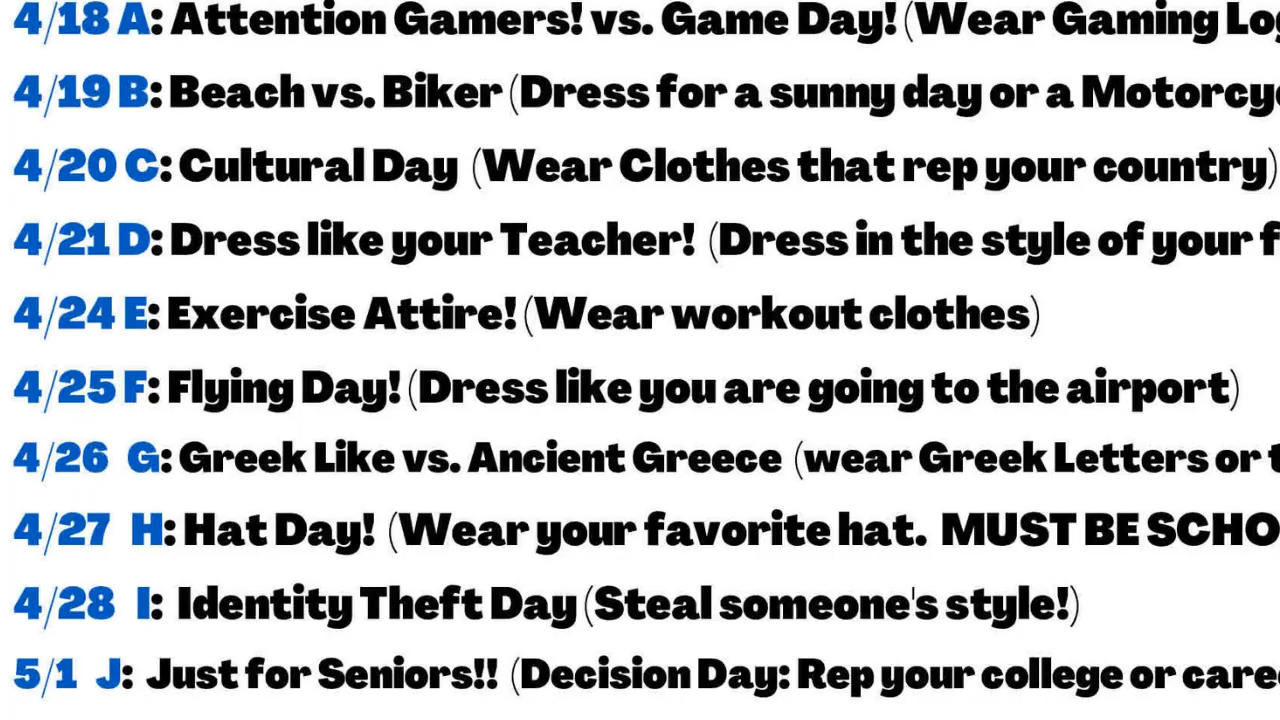 4/18 A: Attention Gamers! vs. Game Day! (Wear Gaming
4/19 B: Beach vs. Biker (Dress for a sunny day or a
4/20 C: Cultural Day (Wear Clothes that rep your country)
4/21 D: Dress like your Teacher! (Dress in the style of your
4/24 E: Exercise Attire! (Wear workout clothes)
4/25 F: Flying Day! (Dress like you are going to the airport)
4/26 G: Greek Like vs. Ancient Greece (wear Greek Letters or
4/27 H: Hat Day! (Wear your favorite hat. MUST BE
4/28 I: Identity Theft Day (Steal someone's style!)
5/1 J: Just for Seniors!! (Decision Day: Rep your college or